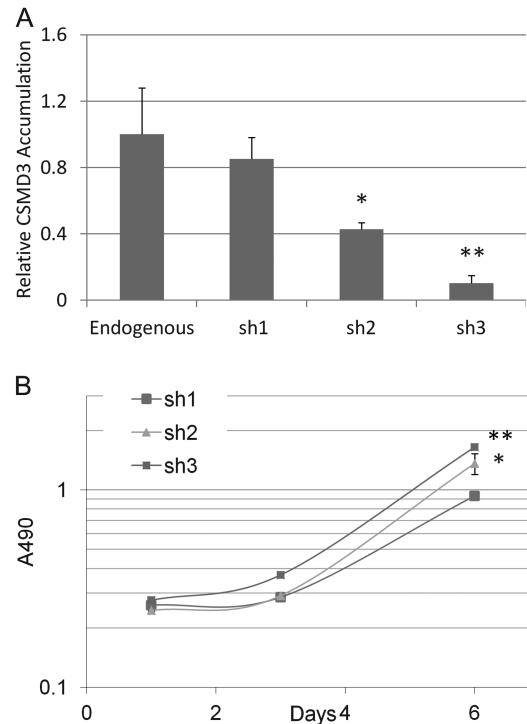 A
Relative CSMD3 Accumulation
1.6
1.2
0.8
0.4
0
*
**
Endogenous sh1 sh2 sh3
B
sh1
sh2
sh3
**
*
A490
1
0.1
0 2 Days 4 6